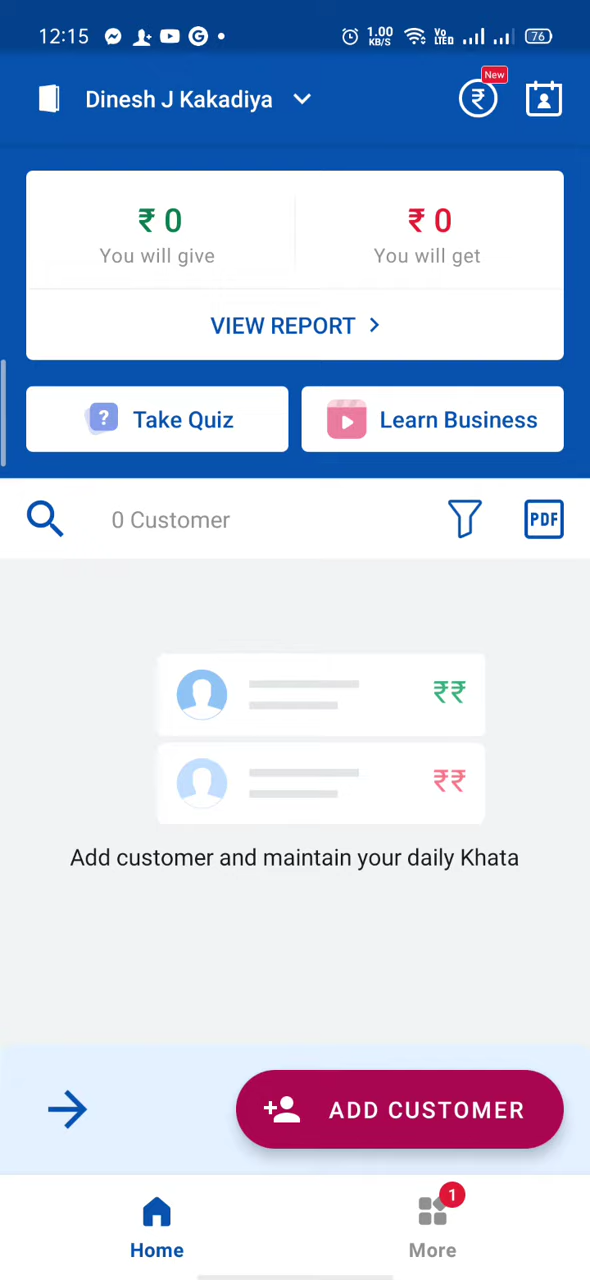 12:15
1.00 KB/S
Vo LTED
76
Dinesh J Kakadiya
₹
New
₹ 0
You will give
₹ 0
You will get
VIEW REPORT >
? Take Quiz
Learn Business
0 Customer
PDF
₹₹
₹₹
Add customer and maintain your daily Khata
ADD CUSTOMER
1
Home
More